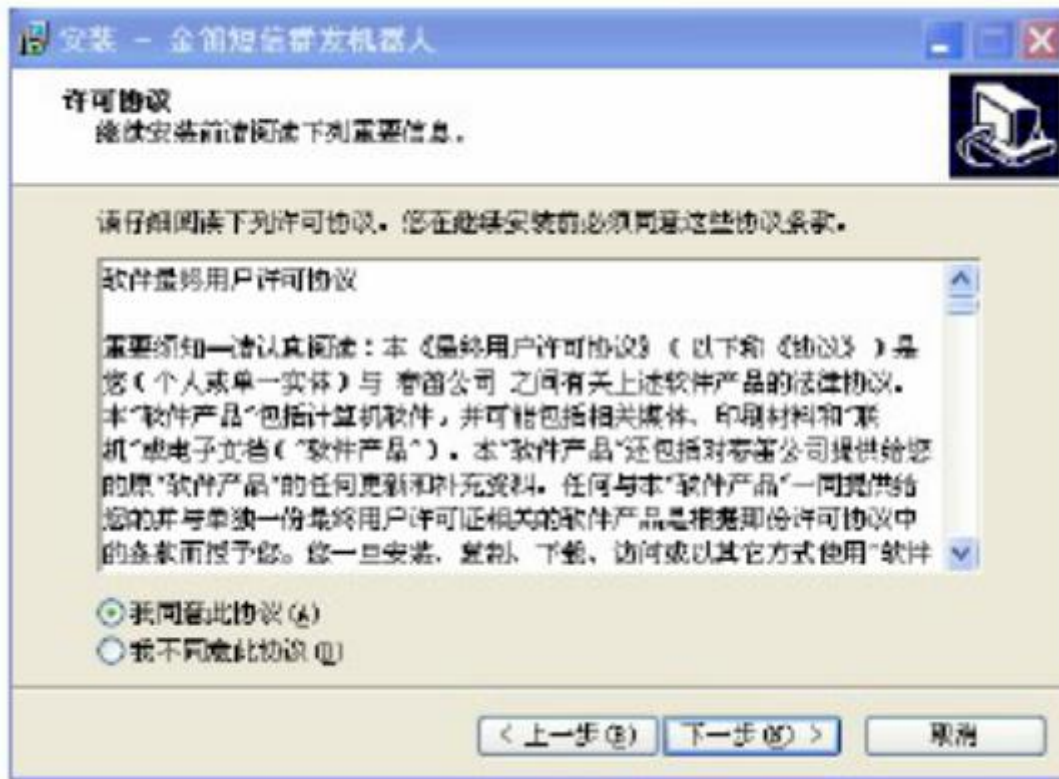 安装 - 金笛短信群发机器人
许可协议
继续安装前请阅读下列重要信息。
请仔细阅读下列许可协议。您在继续安装前必须同意这些协议条款。
软件最终用户许可协议
重要须知—请认真阅读：本《最终用户许可协议》（以下称《协议》）是
您（个人或单一实体）与 春笛公司 之间有关上述软件产品的法律协议。
本“软件产品”包括计算机软件，并可能包括相关媒体、印刷材料和“联
机”或电子文档（“软件产品”）。本“软件产品”还包括对春笛公司提供给您
的原“软件产品”的任何更新和补充资料。任何与本“软件产品”一同提供给
您的并与单独一份最终用户许可证相关的软件产品是根据那份许可协议中
的条款而授予您。您一旦安装、复制、下载、访问或以其它方式使用“软件
我同意此协议(A)
我不同意此协议(D)
< 上一步(B)
下一步(N) >
取消